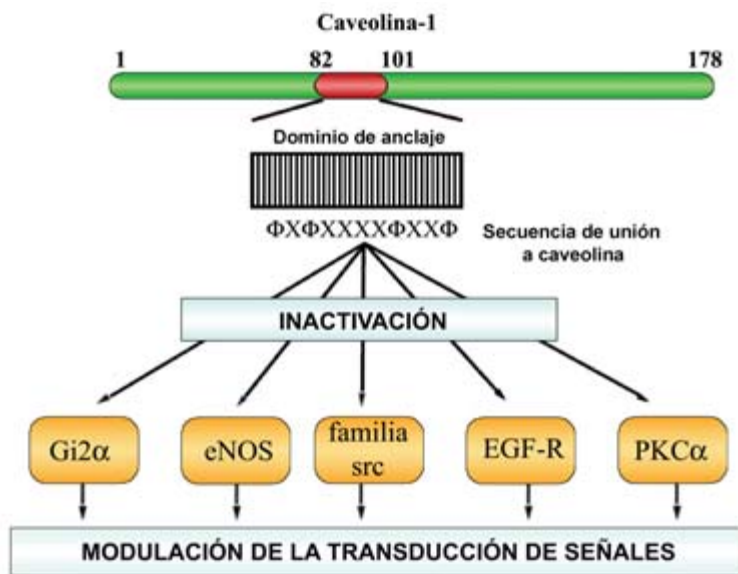 Caveolina-1
1 82 101 178
Dominio de anclaje
ΦXΦXXXXΦXXΦ
Secuencia de unión
a caveolina
INACTIVACIÓN
Gi2α eNOS familia src EGF-R PKCα
MODULACIÓN DE LA TRANSDUCCIÓN DE SEÑALES